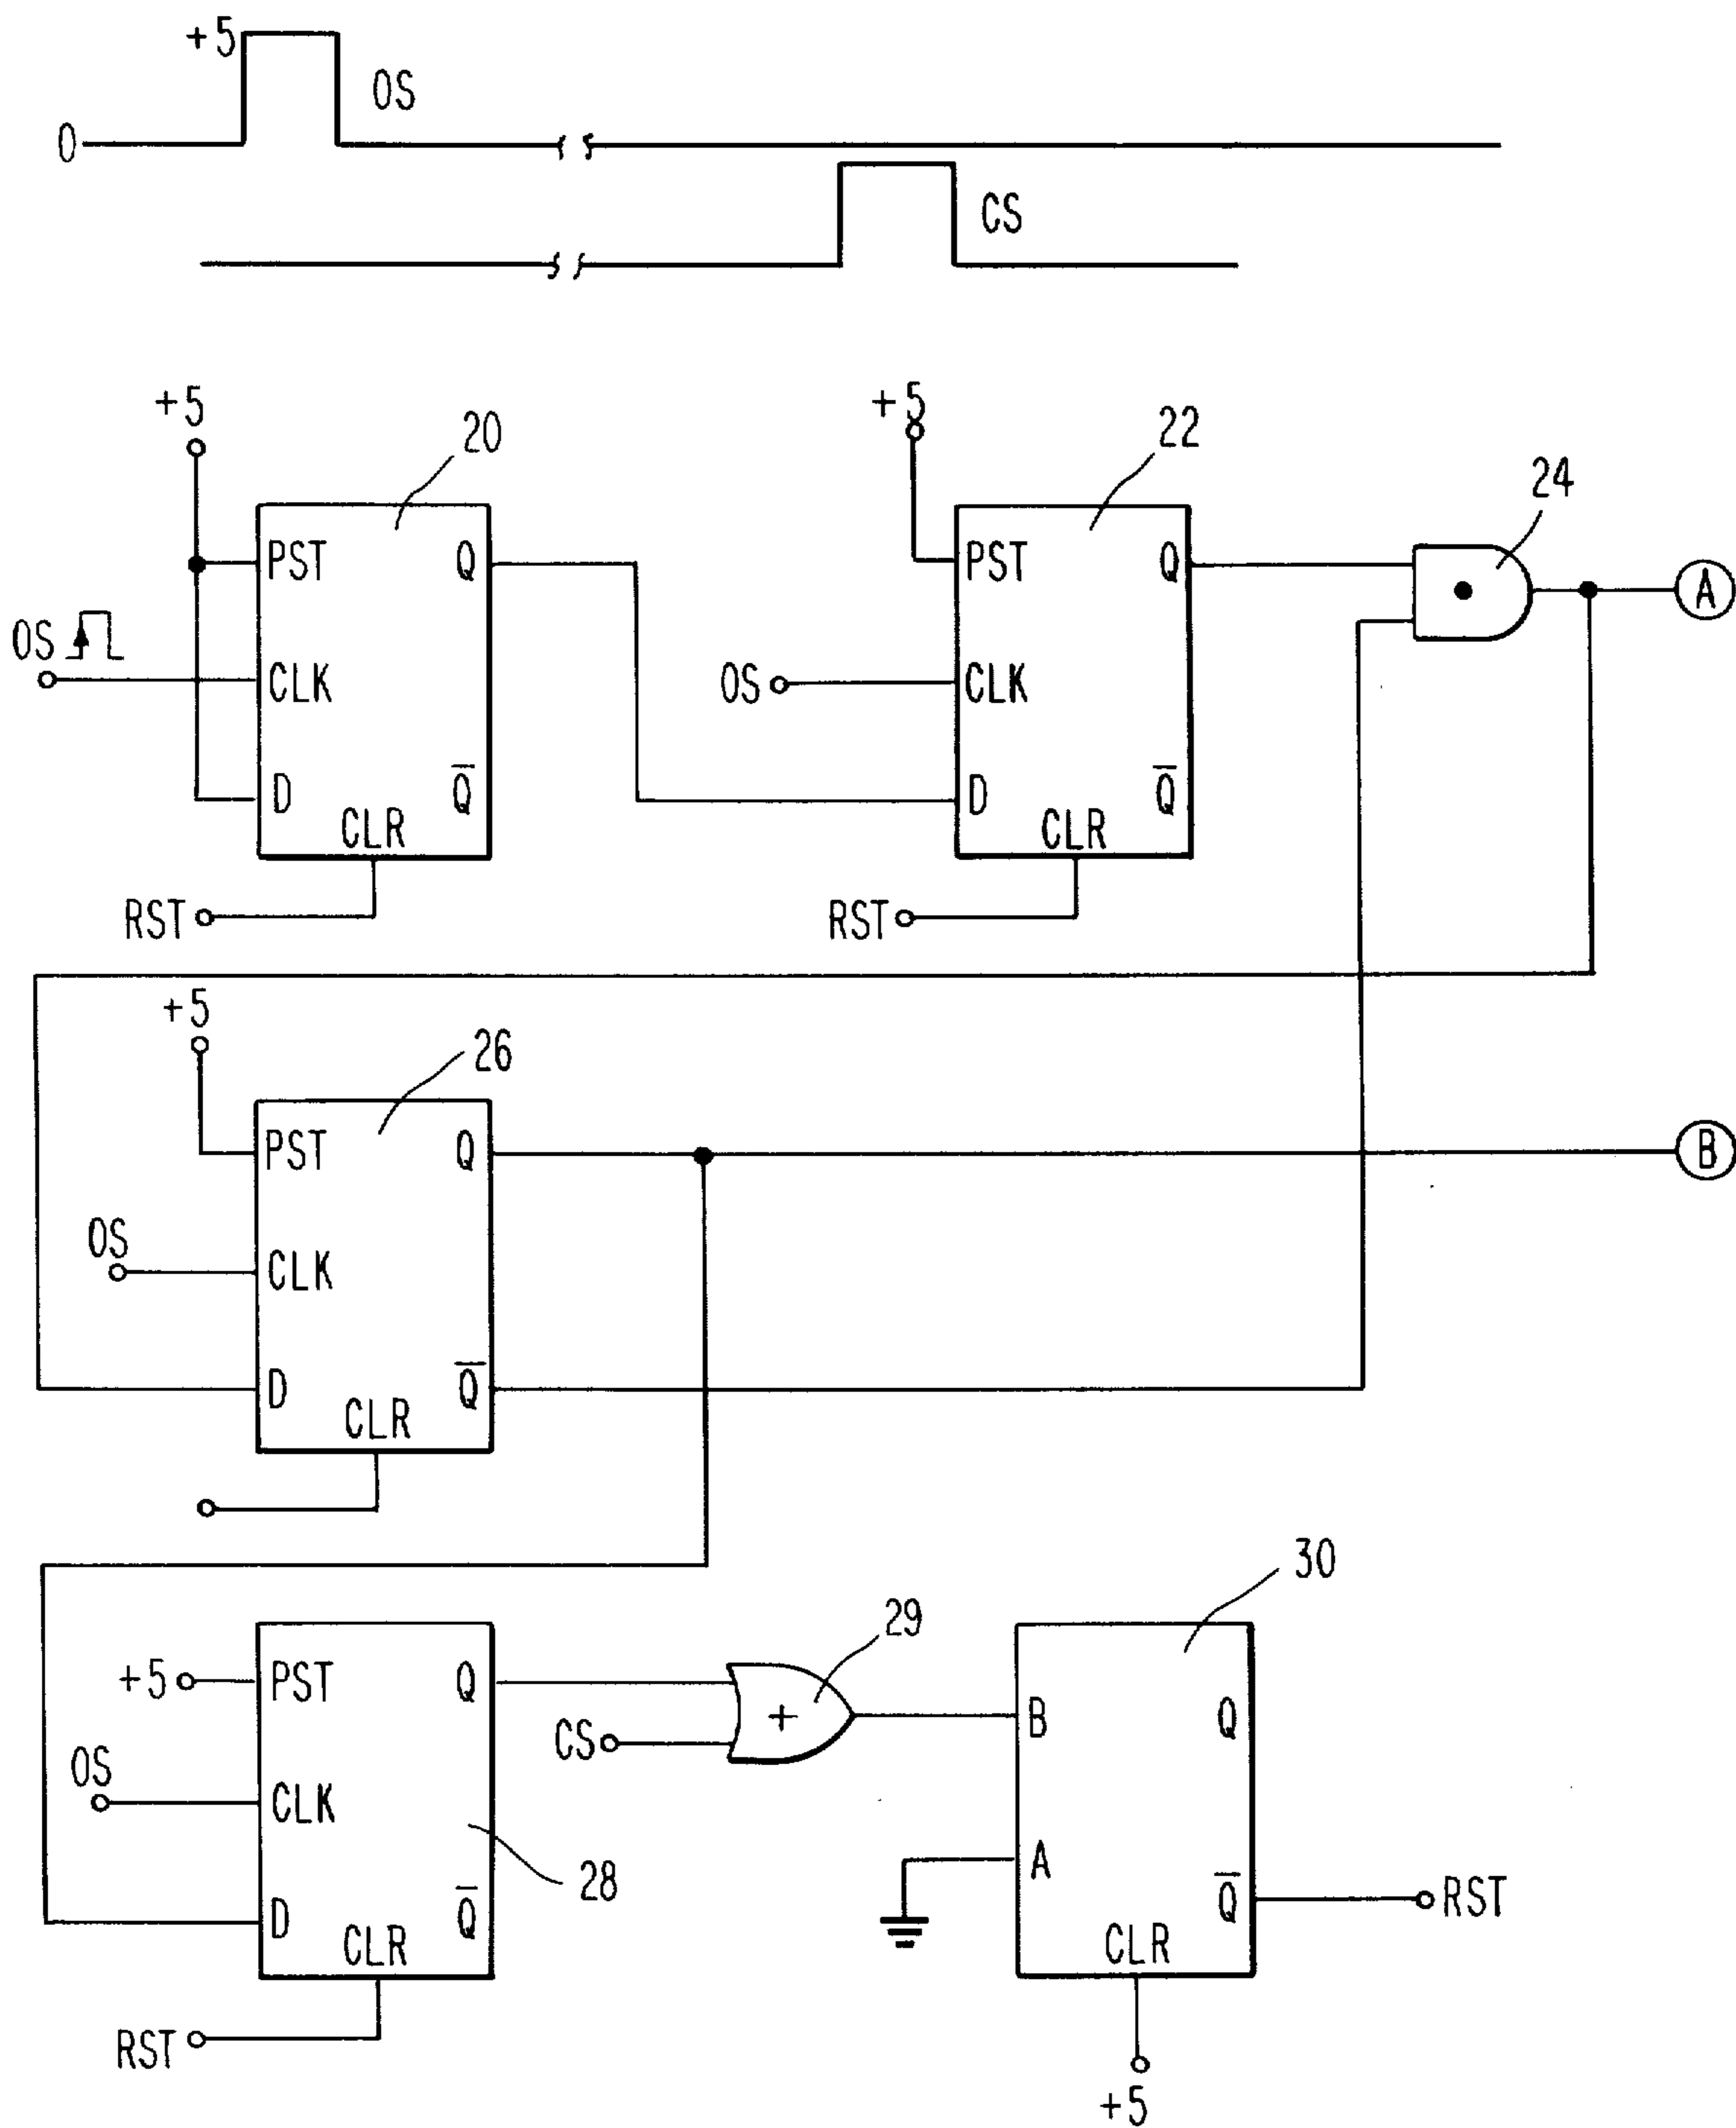 +5
OS
0
CS
+5
20
+5
22
24
PST Q
PST Q
A
OS
CLK
OS
CLK
D Q̅
D Q̅
CLR
CLR
RST
RST
+5
26
PST Q
B
OS
CLK
D Q̅
CLR
30
29
+5
PST Q
+
B Q
CS
OS
CLK
A
28
D Q̅
Q̅
RST
CLR
CLR
RST
+5